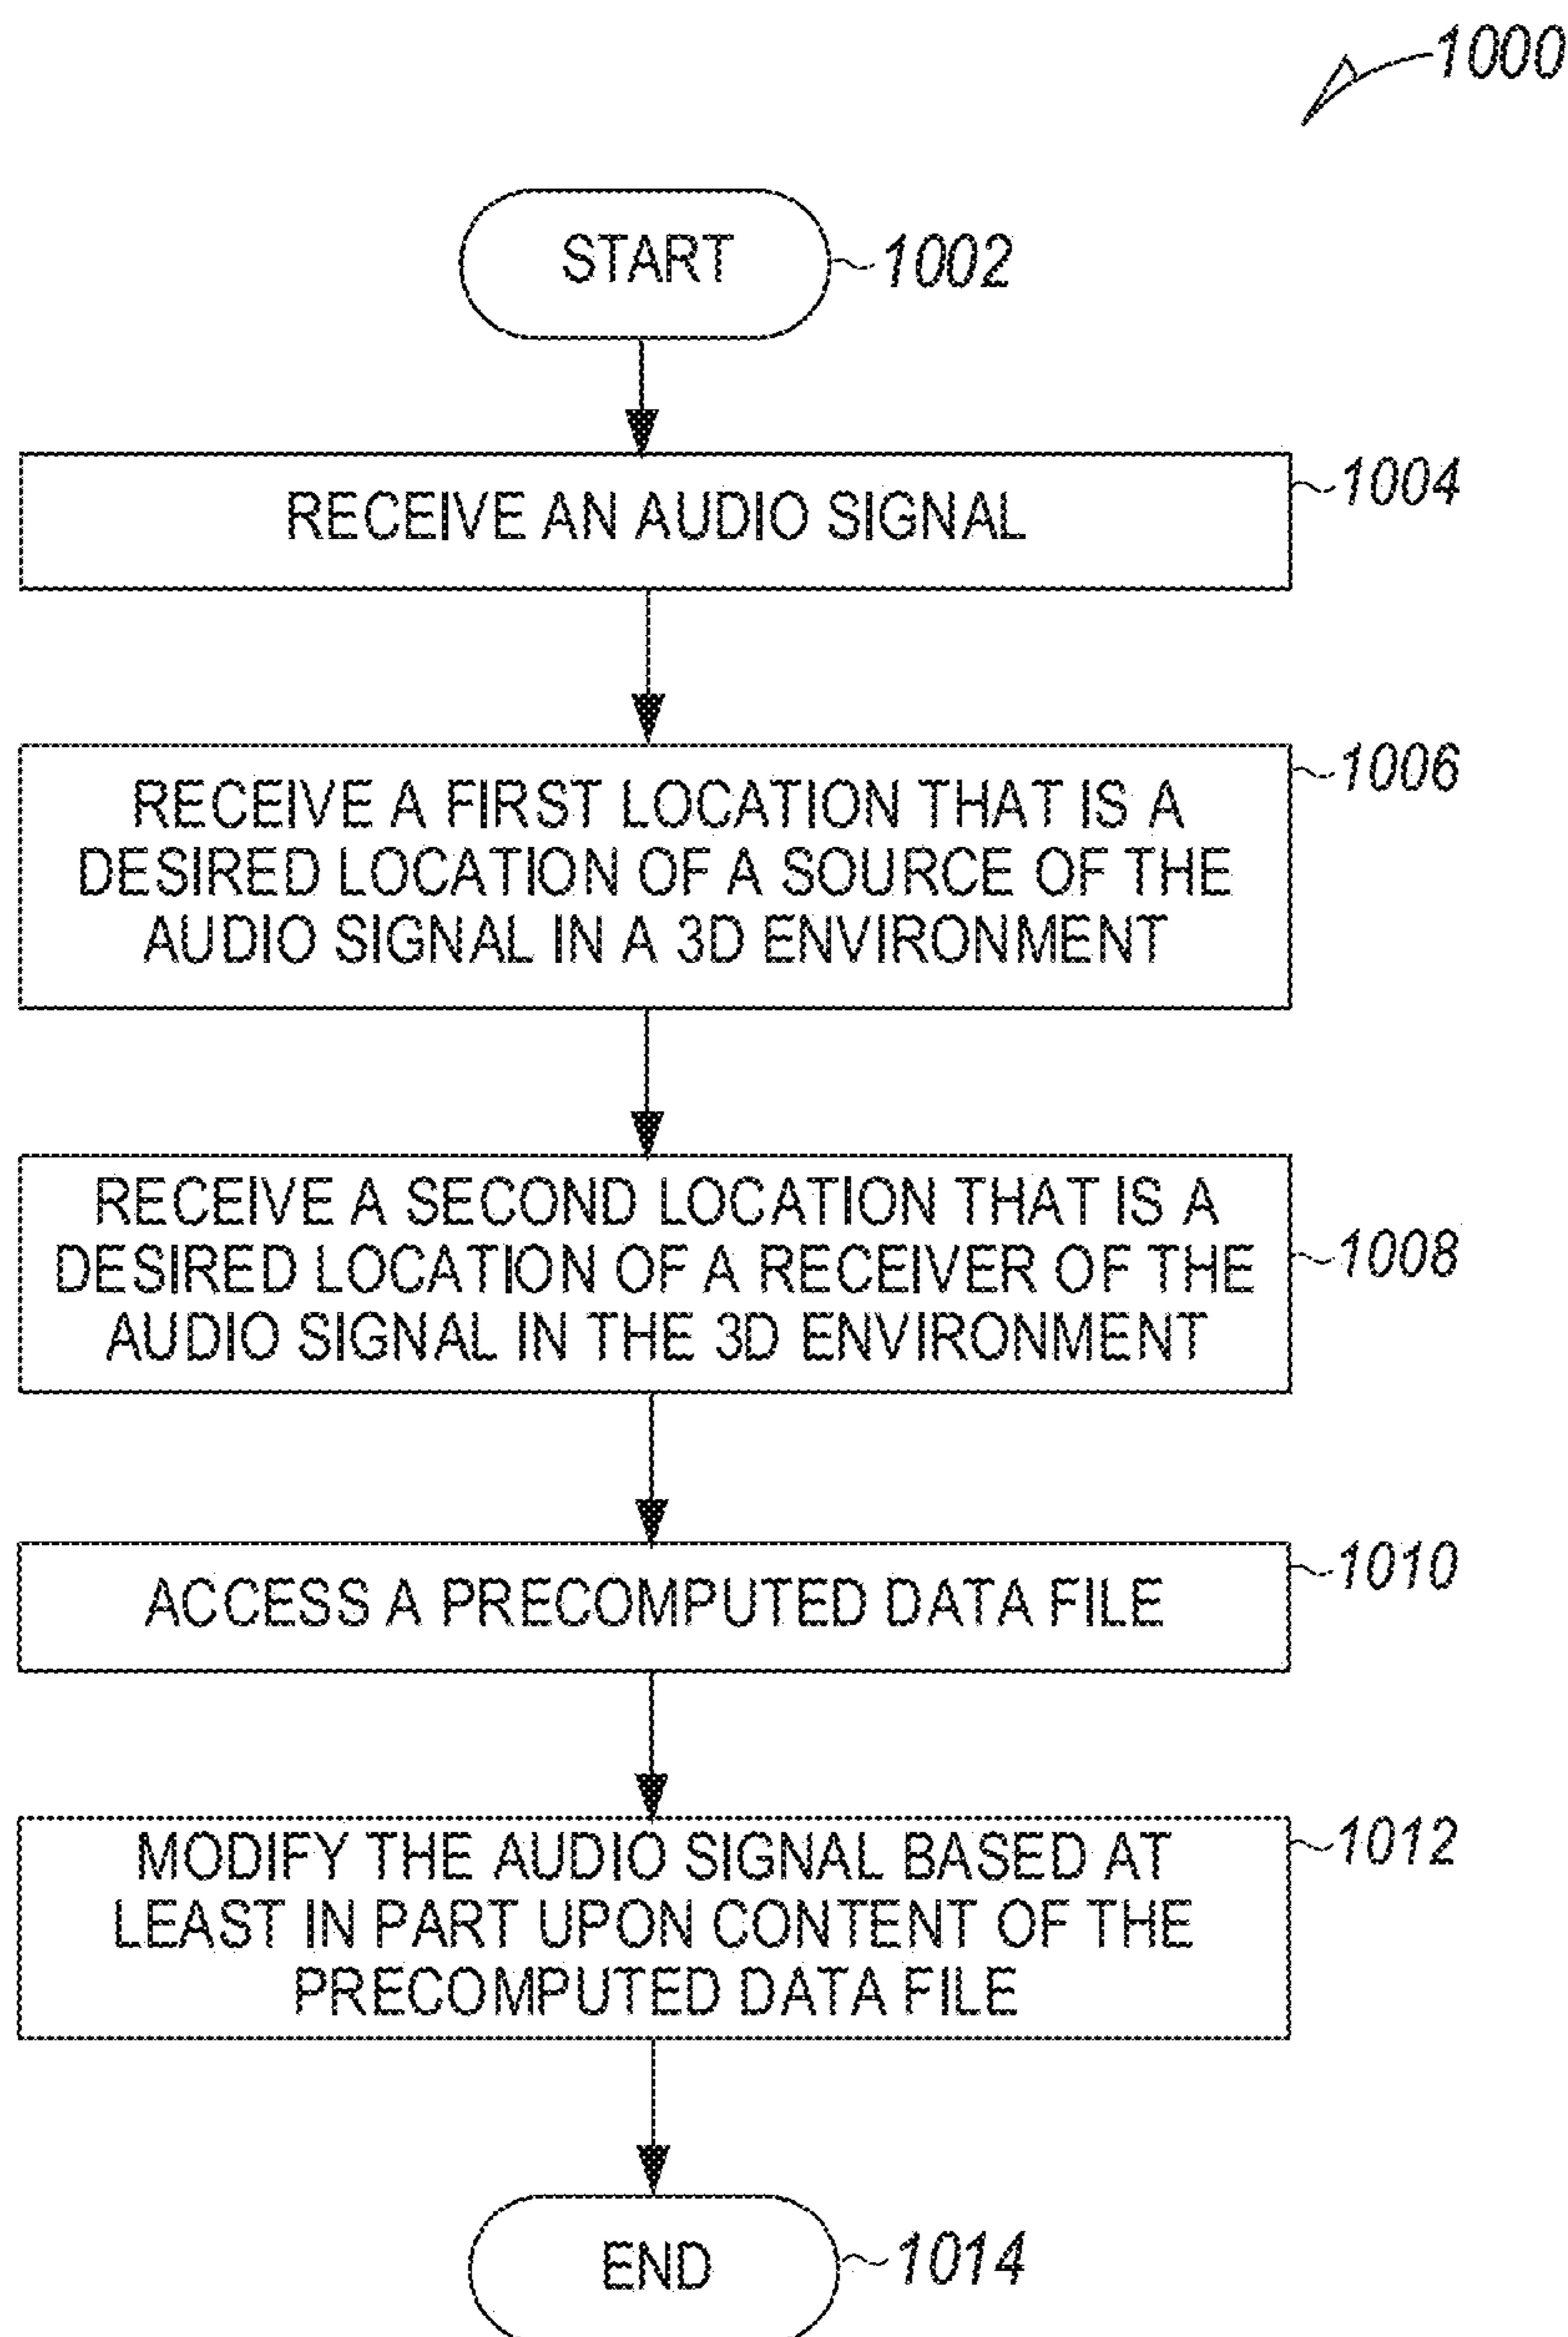 1000
START
1002
RECEIVE AN AUDIO SIGNAL
1004
RECEIVE A FIRST LOCATION THAT IS A
DESIRED LOCATION OF A SOURCE OF THE
AUDIO SIGNAL IN A 3D ENVIRONMENT
1006
RECEIVE A SECOND LOCATION THAT IS A
DESIRED LOCATION OF A RECEIVER OF THE
AUDIO SIGNAL IN THE 3D ENVIRONMENT
1008
ACCESS A PRECOMPUTED DATA FILE
1010
MODIFY THE AUDIO SIGNAL BASED AT
LEAST IN PART UPON CONTENT OF THE
PRECOMPUTED DATA FILE
1012
END
1014